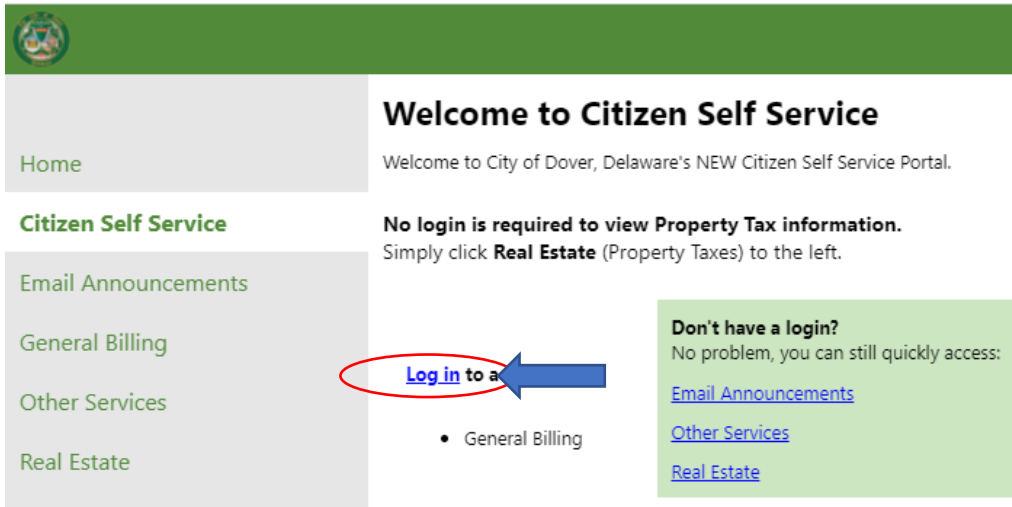 Home
Citizen Self Service
Email Announcements
General Billing
Other Services
Real Estate
Welcome to Citizen Self Service
Welcome to City of Dover, Delaware's NEW Citizen Self Service Portal.
No login is required to view Property Tax information.
Simply click Real Estate (Property Taxes) to the left.
Log in to
• General Billing
Don't have a login?
No problem, you can still quickly access:
Email Announcements
Other Services
Real Estate